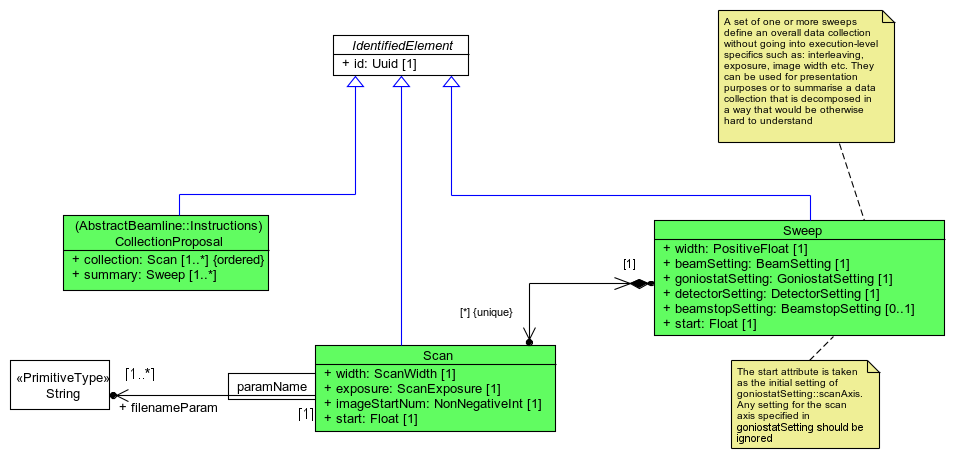 IdentifiedElement
+ id: Uuid [1]
A set of one or more sweeps
define an overall data collection
without going into execution-level
specifics such as: interleaving,
exposure, image width etc. They
can be used for presentation
purposes or to summarise a data
collection that is decomposed in
a way that would be otherwise
hard to understand
(AbstractBeamline::Instructions)
CollectionProposal
+ collection: Scan [1..*] {ordered}
+ summary: Sweep [1..*]
Sweep
+ width: PositiveFloat [1]
+ beamSetting: BeamSetting [1]
+ goniostatSetting: GoniostatSetting [1]
+ detectorSetting: DetectorSetting [1]
+ beamstopSetting: BeamstopSetting [0..1]
+ start: Float [1]
[1]
[*] {unique}
Scan
+ width: ScanWidth [1]
+ exposure: ScanExposure [1]
+ imageStartNum: NonNegativeInt [1]
+ start: Float [1]
«PrimitiveType»
String
[1..*]
+ filenameParam
paramName
[1]
The start attribute is taken
as the initial setting of
goniostatSetting::scanAxis.
Any setting for the scan
axis specified in
goniostatSetting should be
ignored